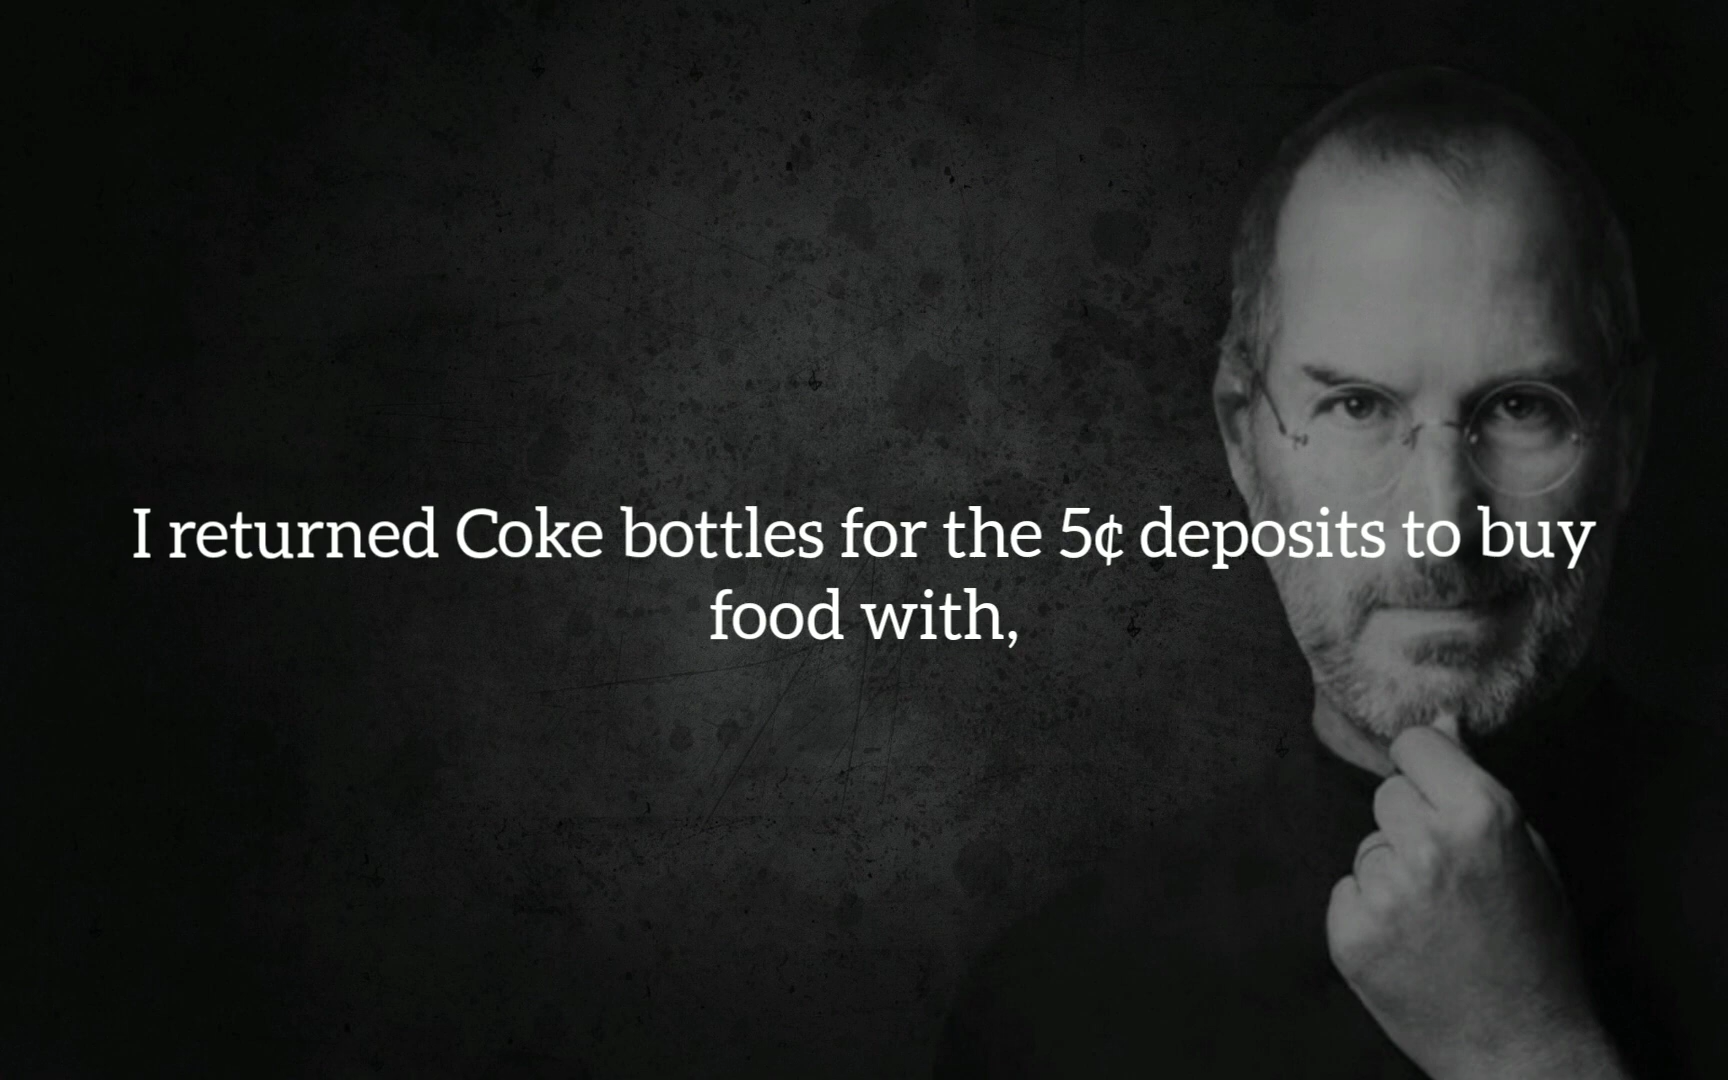 I returned Coke bottles for the 5¢ deposits to buy
food with,